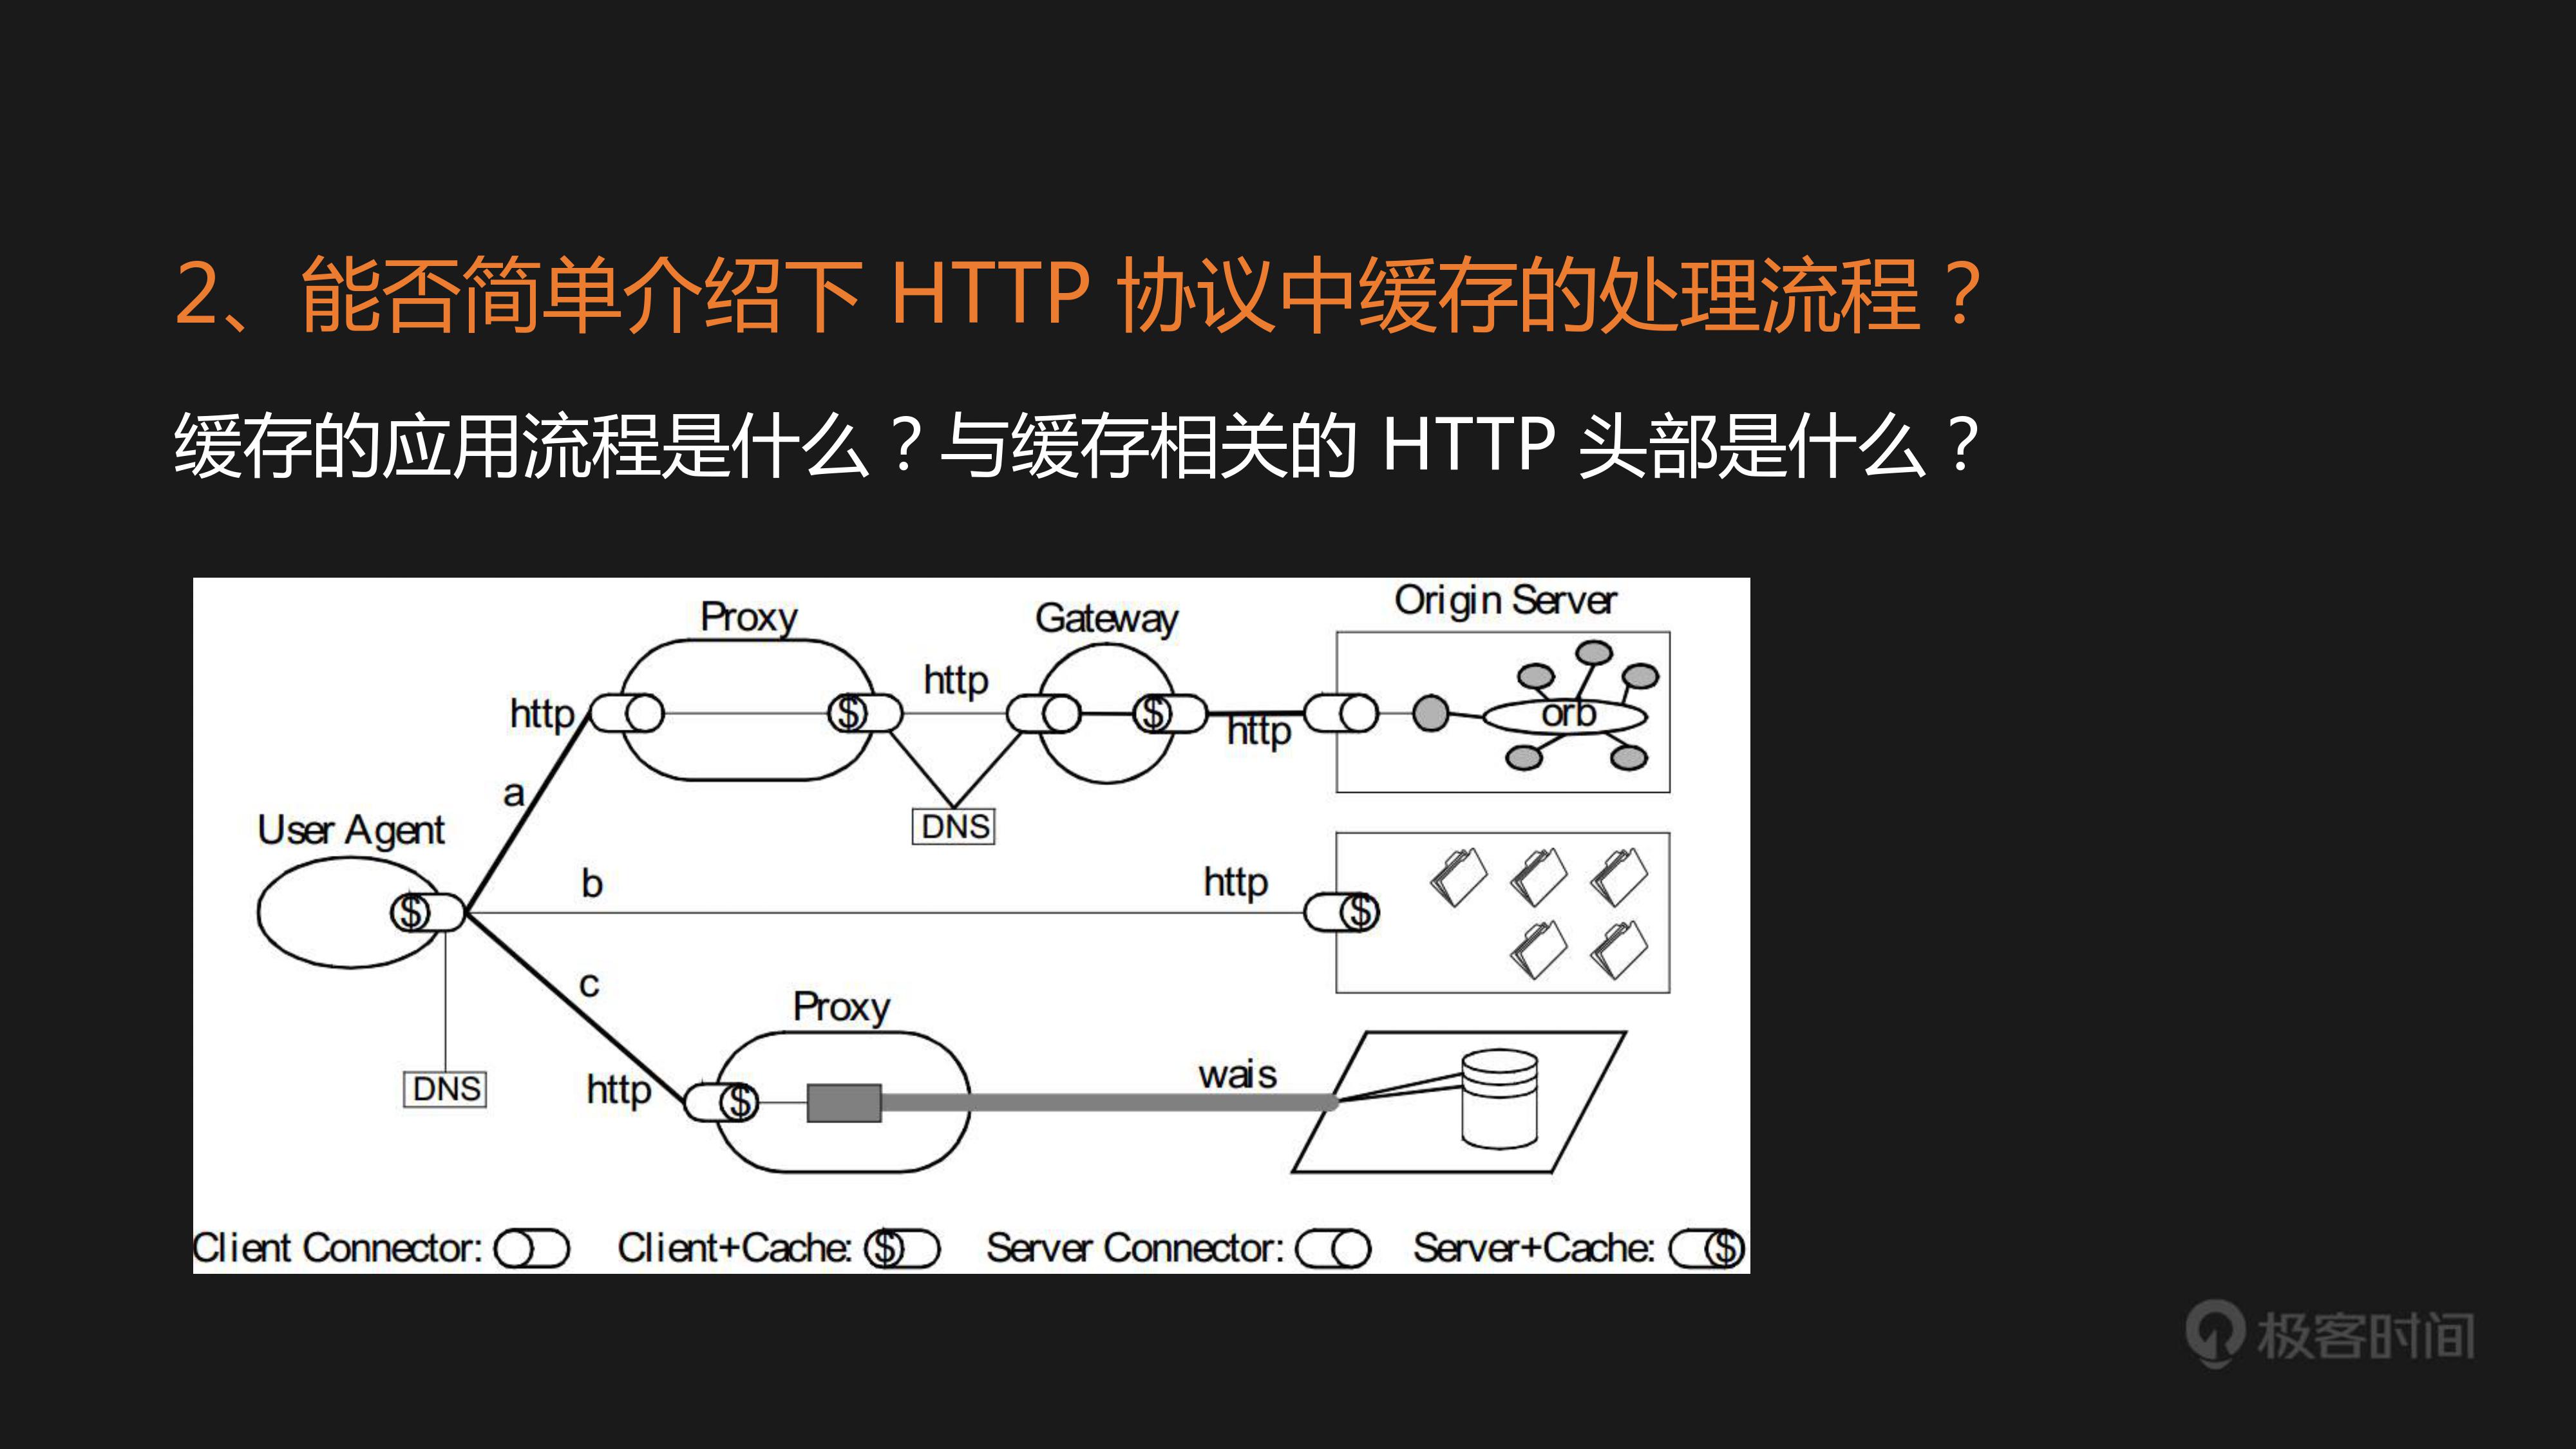 2、能否简单介绍下 HTTP 协议中缓存的处理流程？
缓存的应用流程是什么？与缓存相关的 HTTP 头部是什么？
Origin Server
Proxy
Gateway
http
http
http
orb
a
DNS
User Agent
b
http
c
Proxy
DNS
http
wais
$
$
$
$
$
Client Connector:
Client+Cache: $
Server Connector:
Server+Cache: $
极客时间